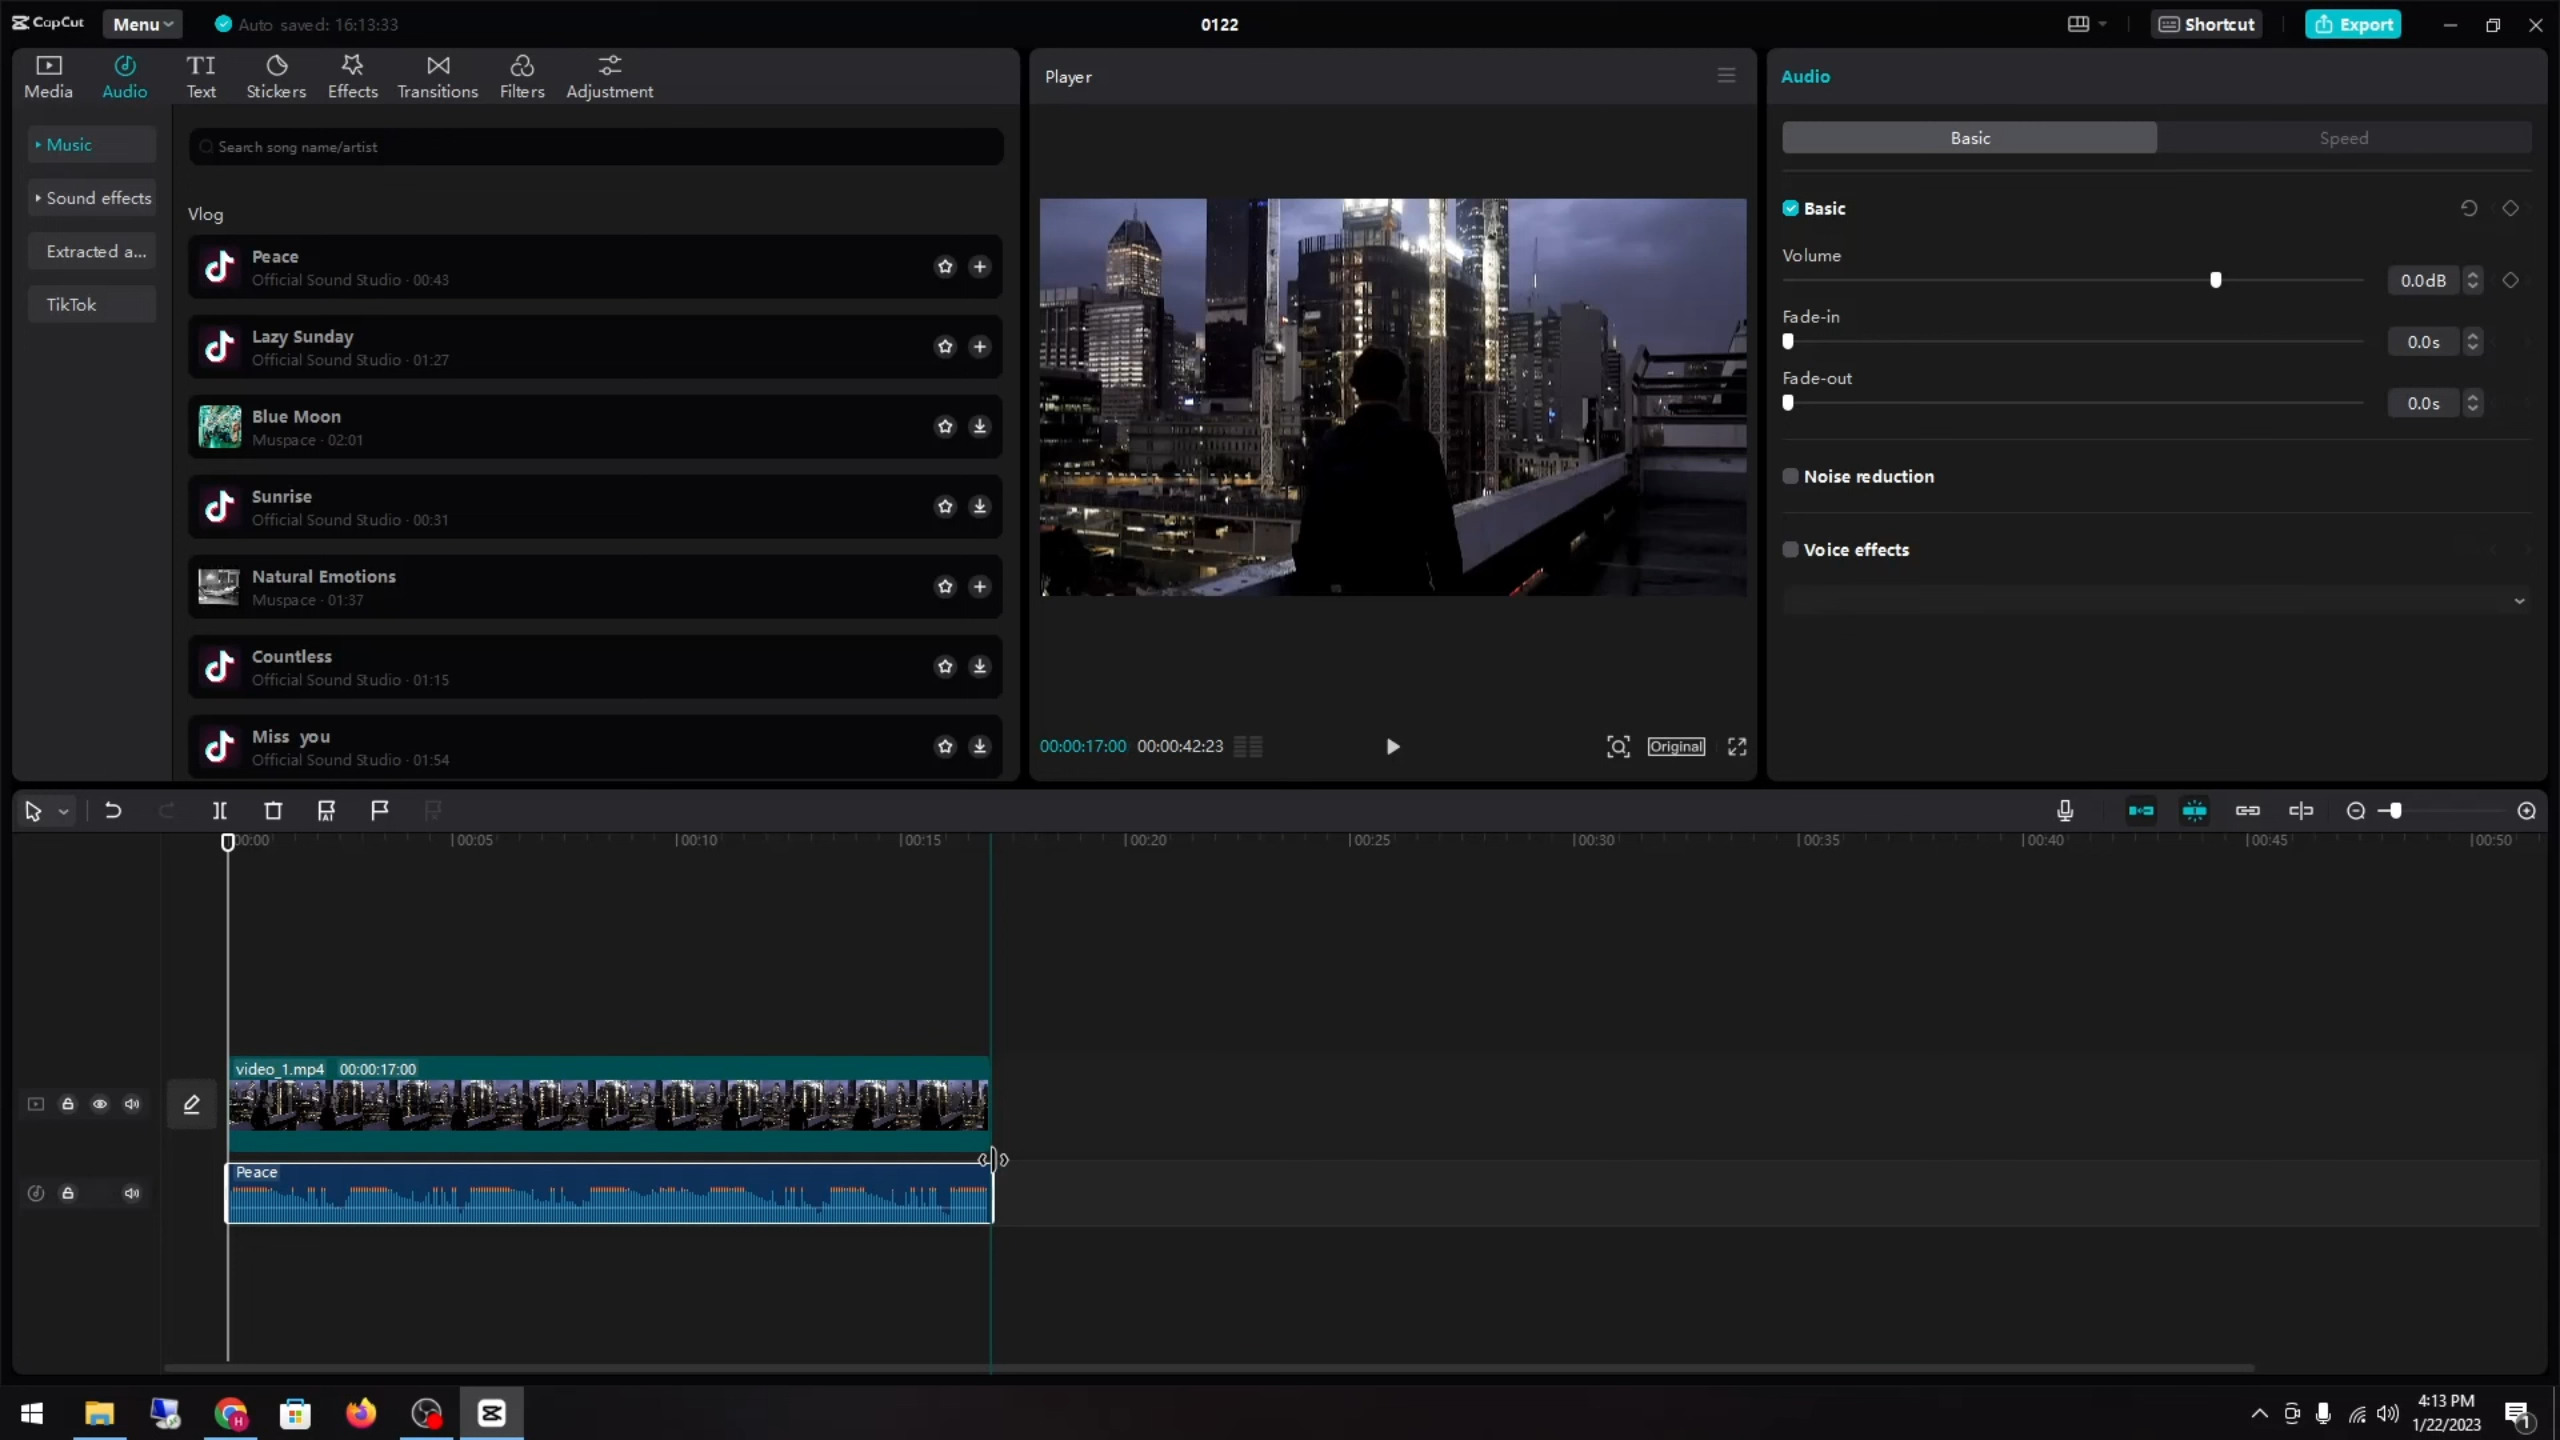 CapCut
Menu
Auto saved: 16:13:33
0122
Shortcut
Export
Media
Audio
Text
Stickers
Effects
Transitions
Filters
Adjustment
Music
Sound effects
Extracted a...
TikTok
Search song name/artist
Vlog
Peace
Official Sound Studio · 00:43
Lazy Sunday
Official Sound Studio · 01:27
Blue Moon
Muspace · 02:01
Sunrise
Official Sound Studio · 00:31
Natural Emotions
Muspace · 01:37
Countless
Official Sound Studio · 01:15
Miss you
Official Sound Studio · 01:54
Player
00:00:17:00 00:00:42:23
Original
Audio
Basic
Speed
Basic
Volume
0.0dB
Fade-in
0.0s
Fade-out
0.0s
Noise reduction
Voice effects
00:00
00:05
00:10
00:15
00:20
00:25
00:30
00:35
00:40
00:45
00:50
video_1.mp4 00:00:17:00
Peace
4:13 PM
1/22/2023
1